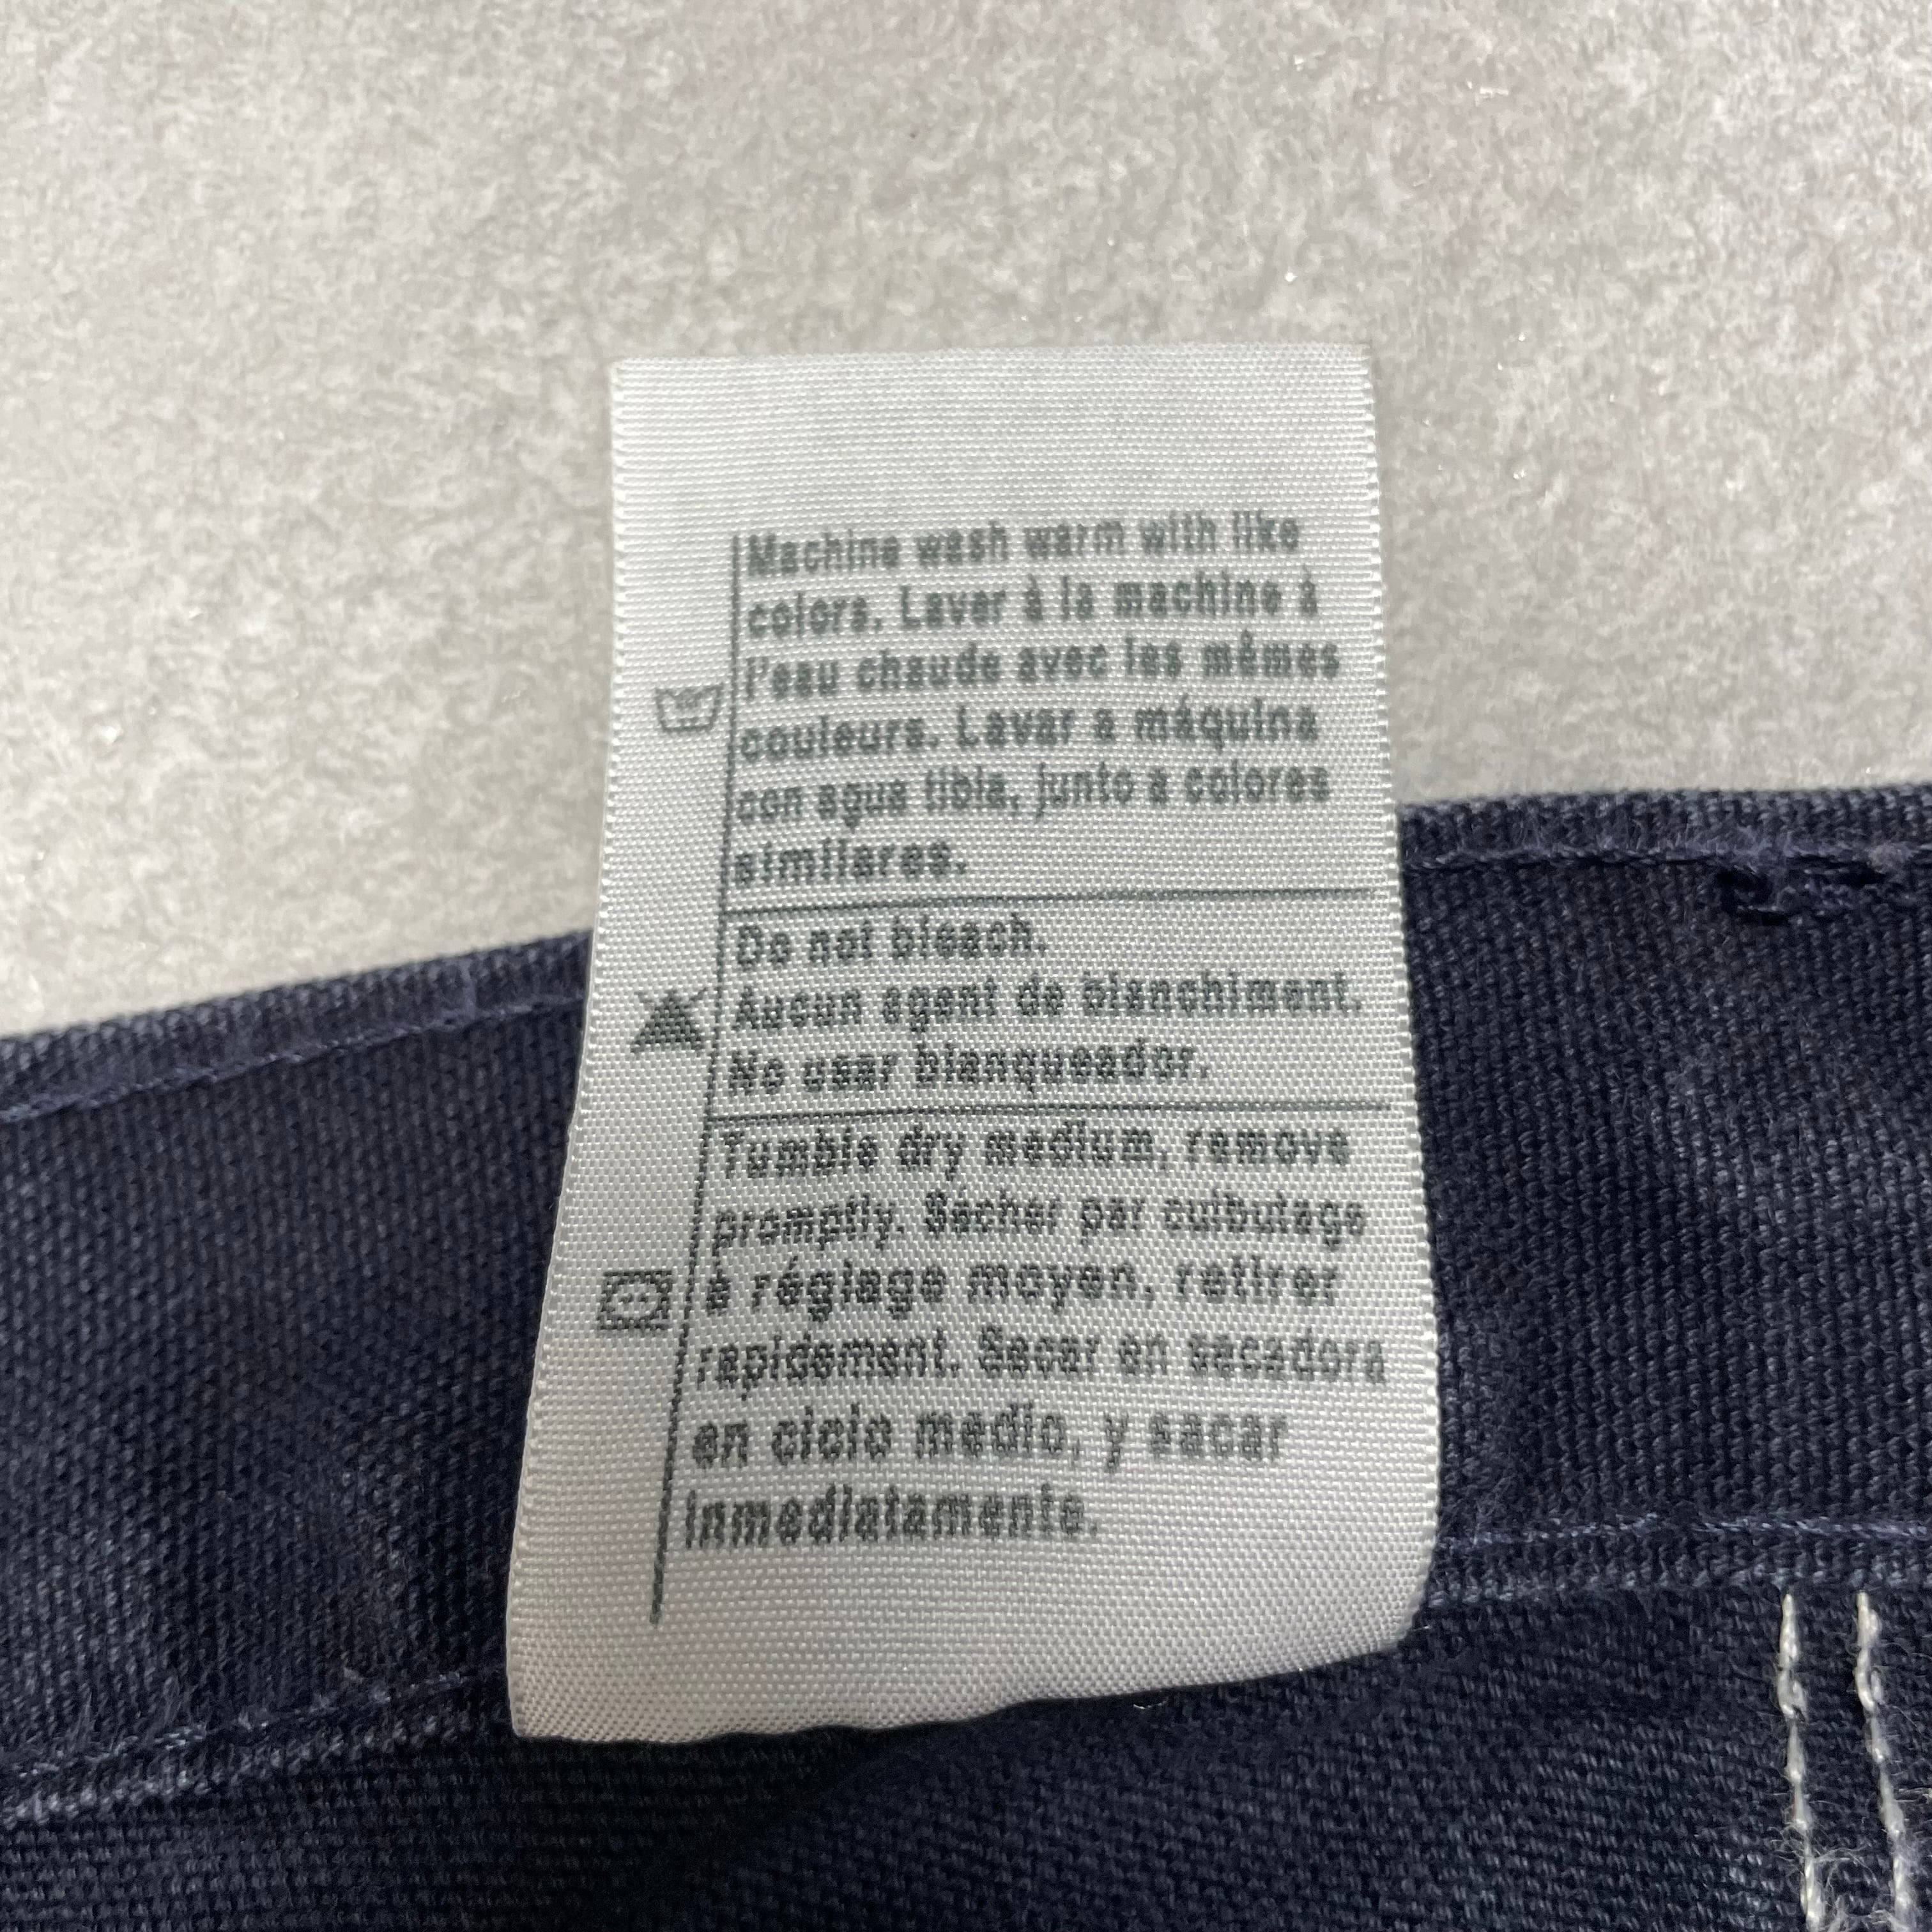 Machine wash warm with like
colors. Laver à la machine à
l'eau chaude avec les mêmes
couleurs. Lavar a máquina
con agua tibia, junto a colores
similares.
Do not bleach.
Aucun agent de blanchiment.
No usar blanqueador.
Tumble dry medium, remove
promptly. Sécher par culbutage
à réglage moyen, retirer
rapidement. Secar en secadora
en ciclo medio, y sacar
inmediatamente.